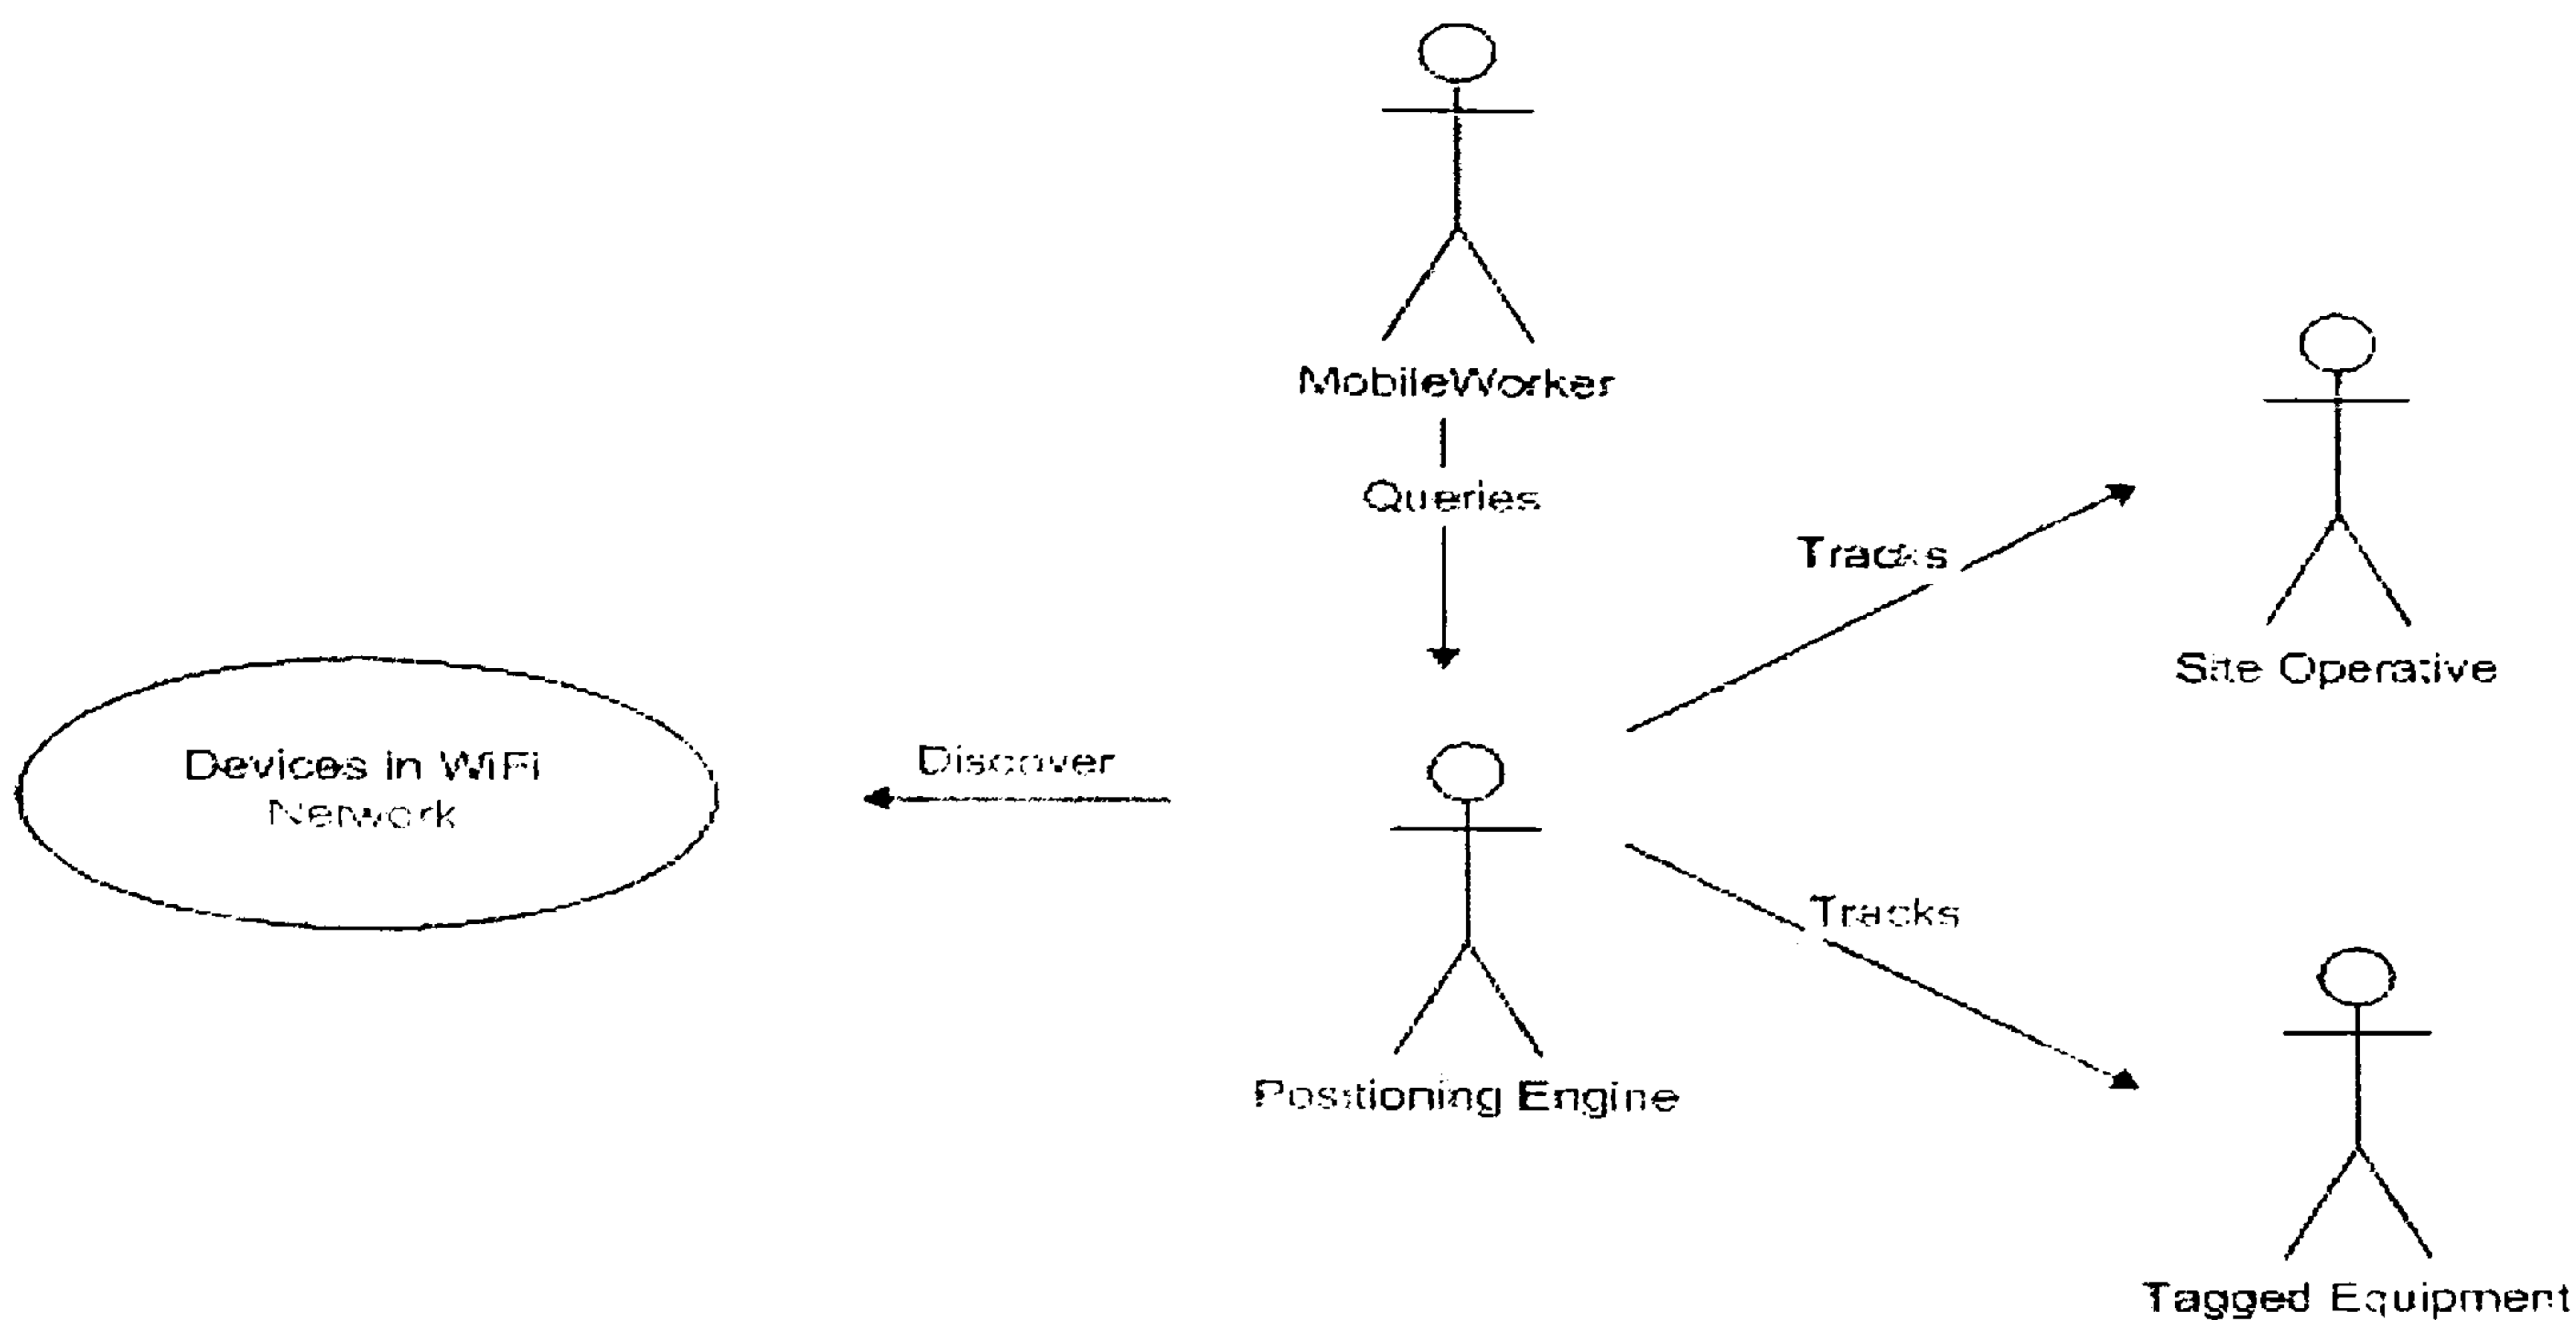 MobileWorker
Queries
Tracks
Site Operative
Devices in WiFi
Network
Discover
Tracks
Positioning Engine
Tagged Equipment